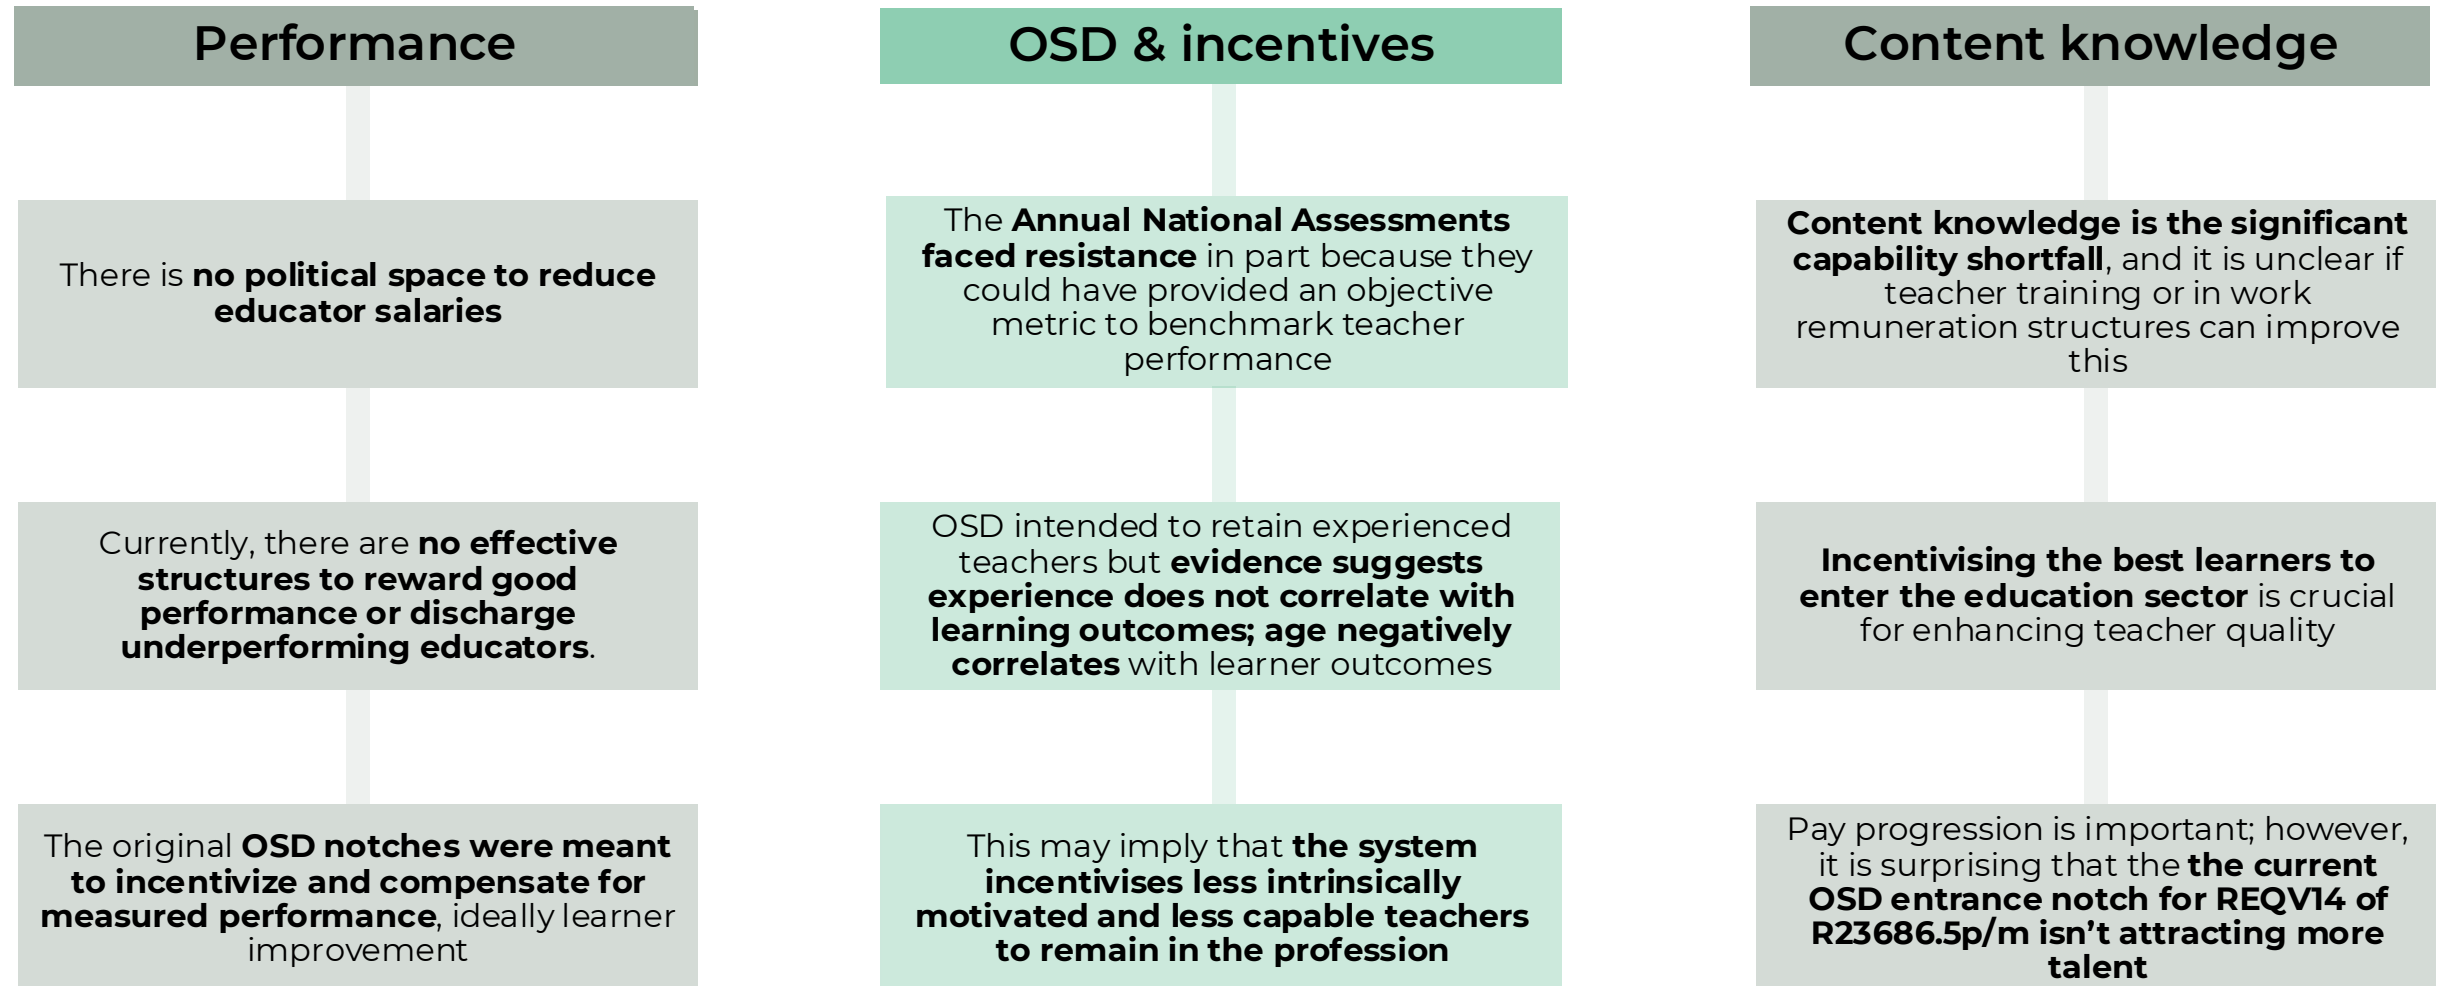 Performance
There is no political space to reduce
educator salaries
Currently, there are no effective
structures to reward good
performance or discharge
underperforming educators.
The original OSD notches were meant
to incentivize and compensate for
measured performance, ideally learner
improvement
OSD & incentives
The Annual National Assessments
faced resistance in part because they
could have provided an objective
metric to benchmark teacher
performance
OSD intended to retain experienced
teachers but evidence suggests
experience does not correlate with
learning outcomes; age negatively
correlates with learner outcomes
This may imply that the system
incentivises less intrinsically
motivated and less capable teachers
to remain in the profession
Content knowledge
Content knowledge is the significant
capability shortfall, and it is unclear if
teacher training or in work
remuneration structures can improve
this
Incentivising the best learners to
enter the education sector is crucial
for enhancing teacher quality
Pay progression is important; however,
it is surprising that the the current
OSD entrance notch for REQV14 of
R23686.5p/m isn’t attracting more
talent